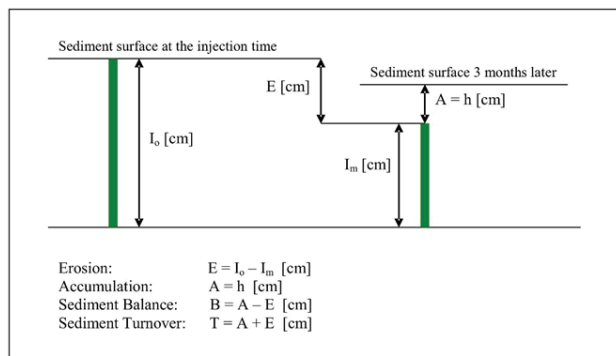 Sediment surface at the injection time
Sediment surface 3 months later
E [cm]
A = h [cm]
I₀ [cm]
Iₘ [cm]
Erosion: E = I₀ – Iₘ [cm]
Accumulation: A = h [cm]
Sediment Balance: B = A – E [cm]
Sediment Turnover: T = A + E [cm]